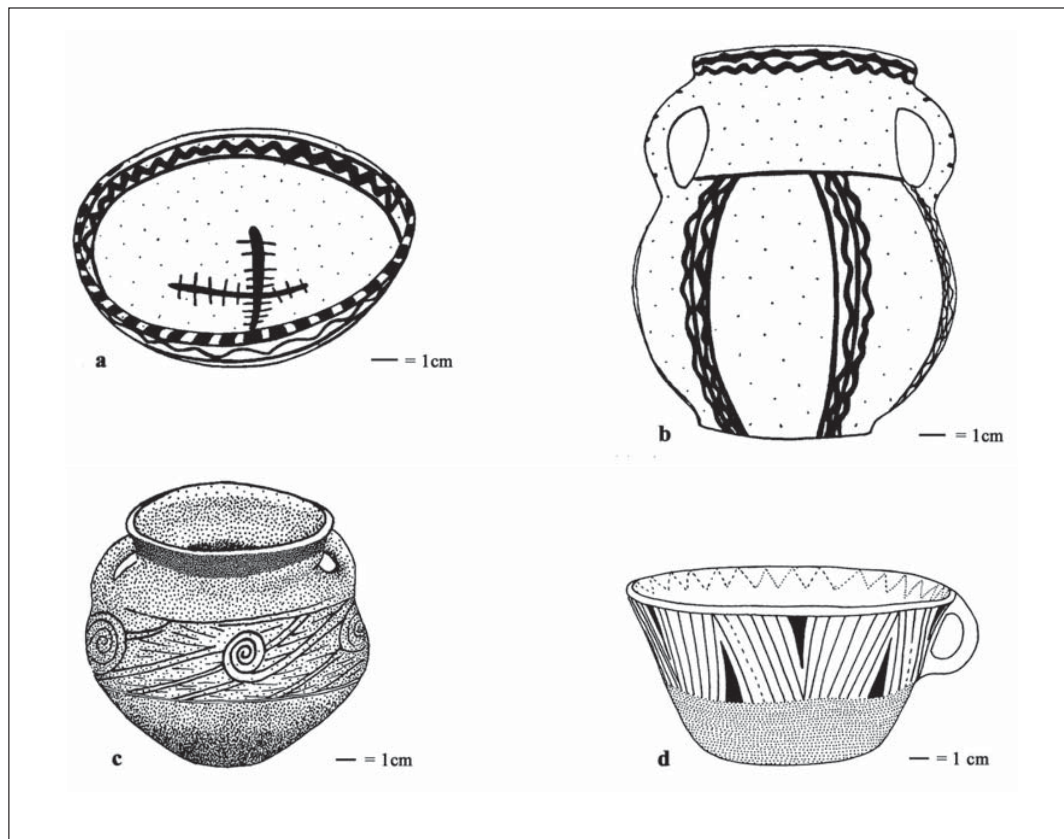 a = 1cm
b = 1cm
c = 1cm
d = 1 cm